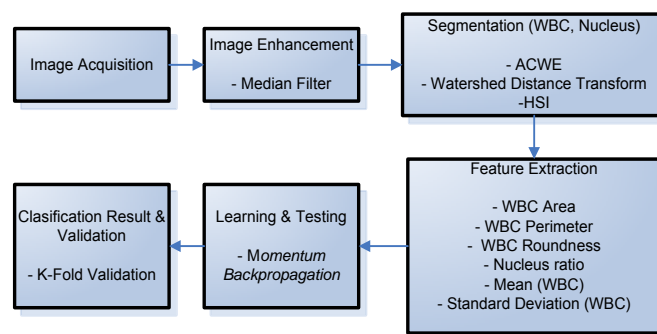 Image Acquisition
Image Enhancement
- Median Filter
Segmentation (WBC, Nucleus)
- ACWE
- Watershed Distance Transform
-HSI
Feature Extraction
- WBC Area
- WBC Perimeter
- WBC Roundness
- Nucleus ratio
- Mean (WBC)
- Standard Deviation (WBC)
Learning & Testing
- Momentum
Backpropagation
Clasification Result &
Validation
- K-Fold Validation